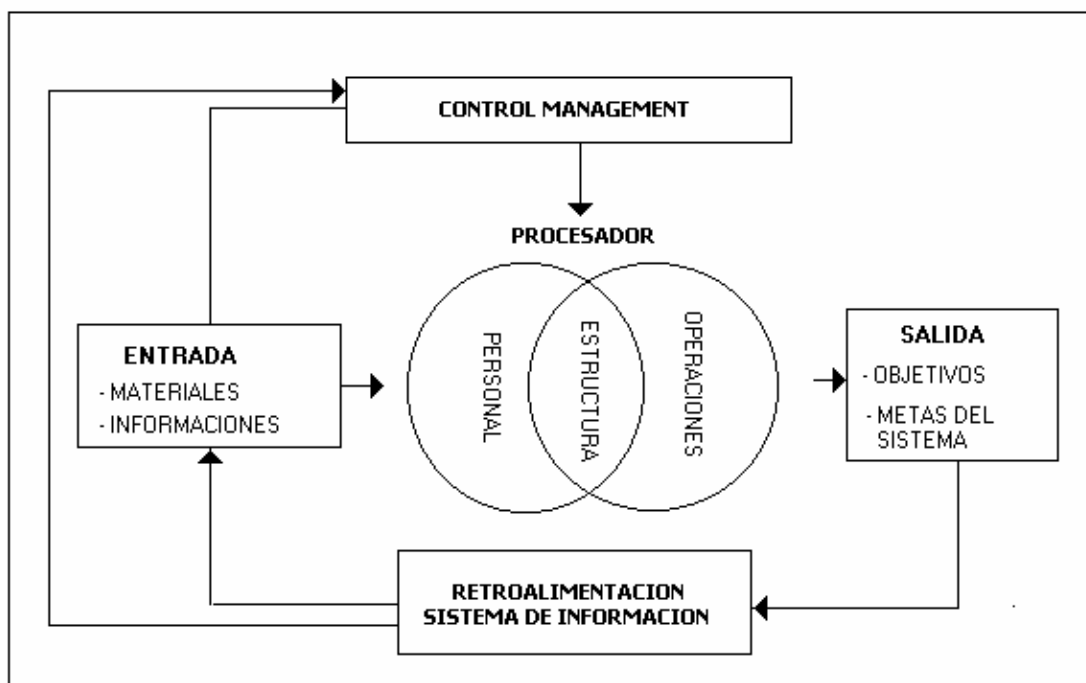 CONTROL MANAGEMENT
PROCESADOR
ENTRADA
- MATERIALES
- INFORMACIONES
PERSONAL
ESTRUCTURA
OPERACIONES
SALIDA
- OBJETIVOS
- METAS DEL
SISTEMA
RETROALIMENTACION
SISTEMA DE INFORMACION